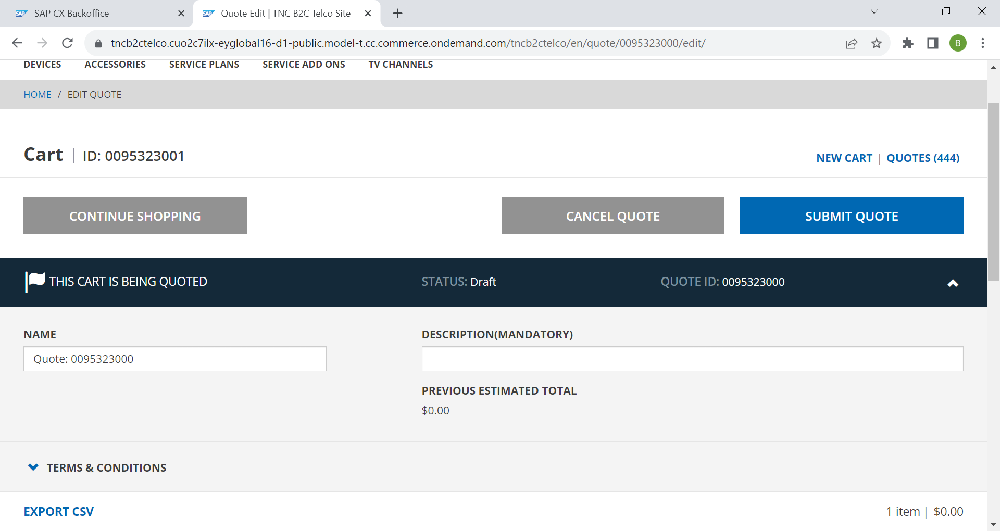 SAP CX Backoffice
Quote Edit | TNC B2C Telco Site
tncb2ctelco.cuo2c7ilx-eyglobal16-d1-public.model-t.cc.commerce.ondemand.com/tncb2ctelco/en/quote/0095323000/edit/
B
DEVICES ACCESSORIES SERVICE PLANS SERVICE ADD ONS TV CHANNELS
HOME / EDIT QUOTE
Cart | ID: 0095323001
NEW CART | QUOTES (444)
CONTINUE SHOPPING CANCEL QUOTE SUBMIT QUOTE
THIS CART IS BEING QUOTED STATUS: Draft QUOTE ID: 0095323000
NAME
Quote: 0095323000
DESCRIPTION(MANDATORY)
PREVIOUS ESTIMATED TOTAL
$0.00
TERMS & CONDITIONS
EXPORT CSV
1 item | $0.00